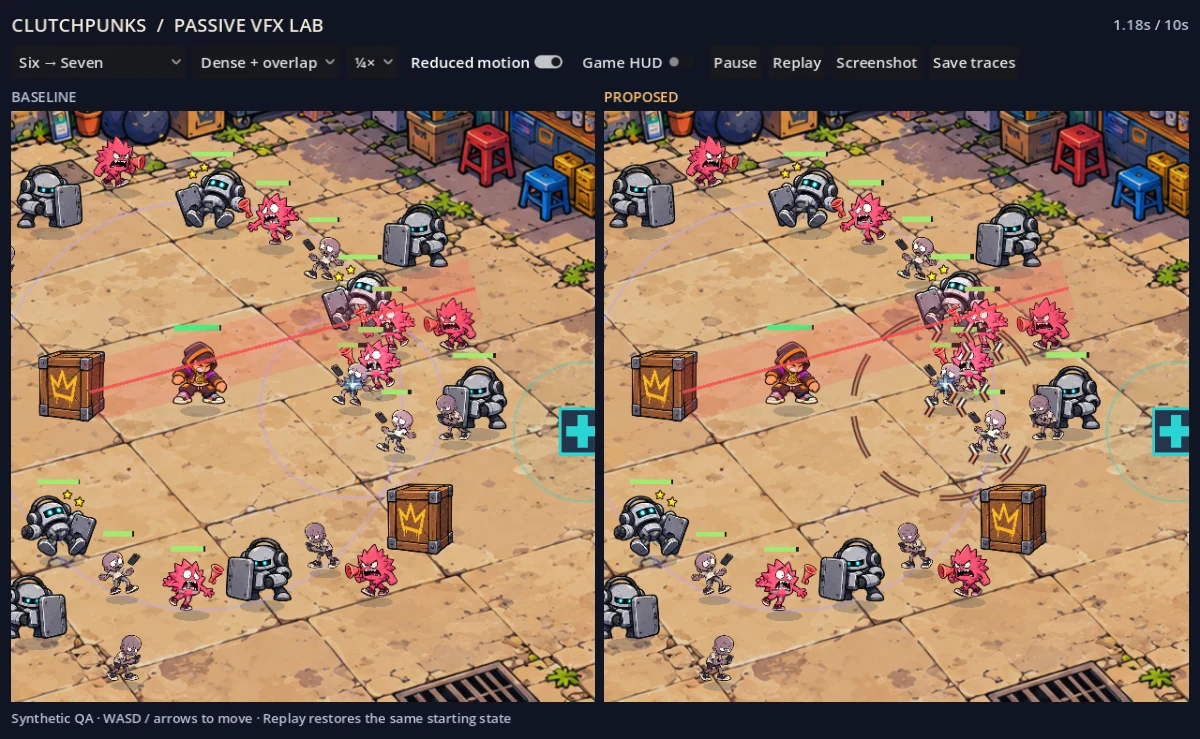 CLUTCHPUNKS / PASSIVE VFX LAB
1.18s / 10s
Six → Seven Dense + overlap ¼× Reduced motion Game HUD Pause Replay Screenshot Save traces
BASELINE
PROPOSED
Synthetic QA · WASD / arrows to move · Replay restores the same starting state